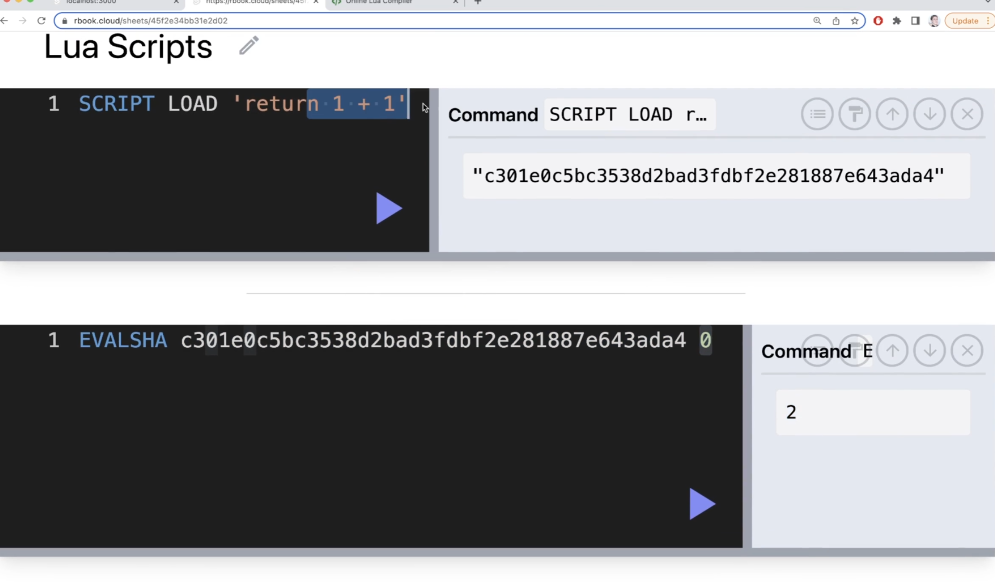 localhost:3000
https://rbook.cloud/sheets/45f
Online Lua Compiler
rbook.cloud/sheets/45f2e34bb31e2d02
Update
Lua Scripts
1 SCRIPT LOAD 'return 1 + 1'
Command SCRIPT LOAD r…
"c301e0c5bc3538d2bad3fdbf2e281887e643ada4"
1 EVALSHA c301e0c5bc3538d2bad3fdbf2e281887e643ada4 0
Command E
2